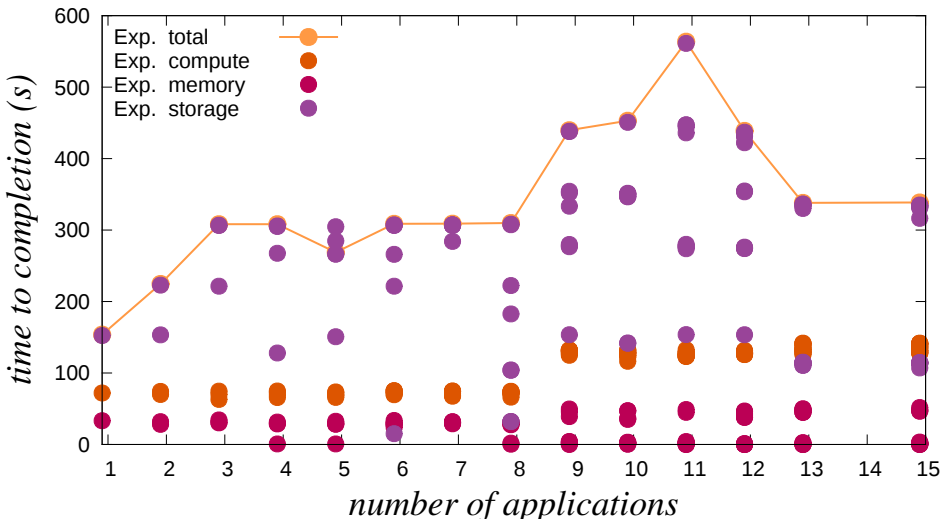 600
500
400
300
200
100
0
time to completion (s)
Exp. total
Exp. compute
Exp. memory
Exp. storage
1 2 3 4 5 6 7 8 9 10 11 12 13 14 15
number of applications